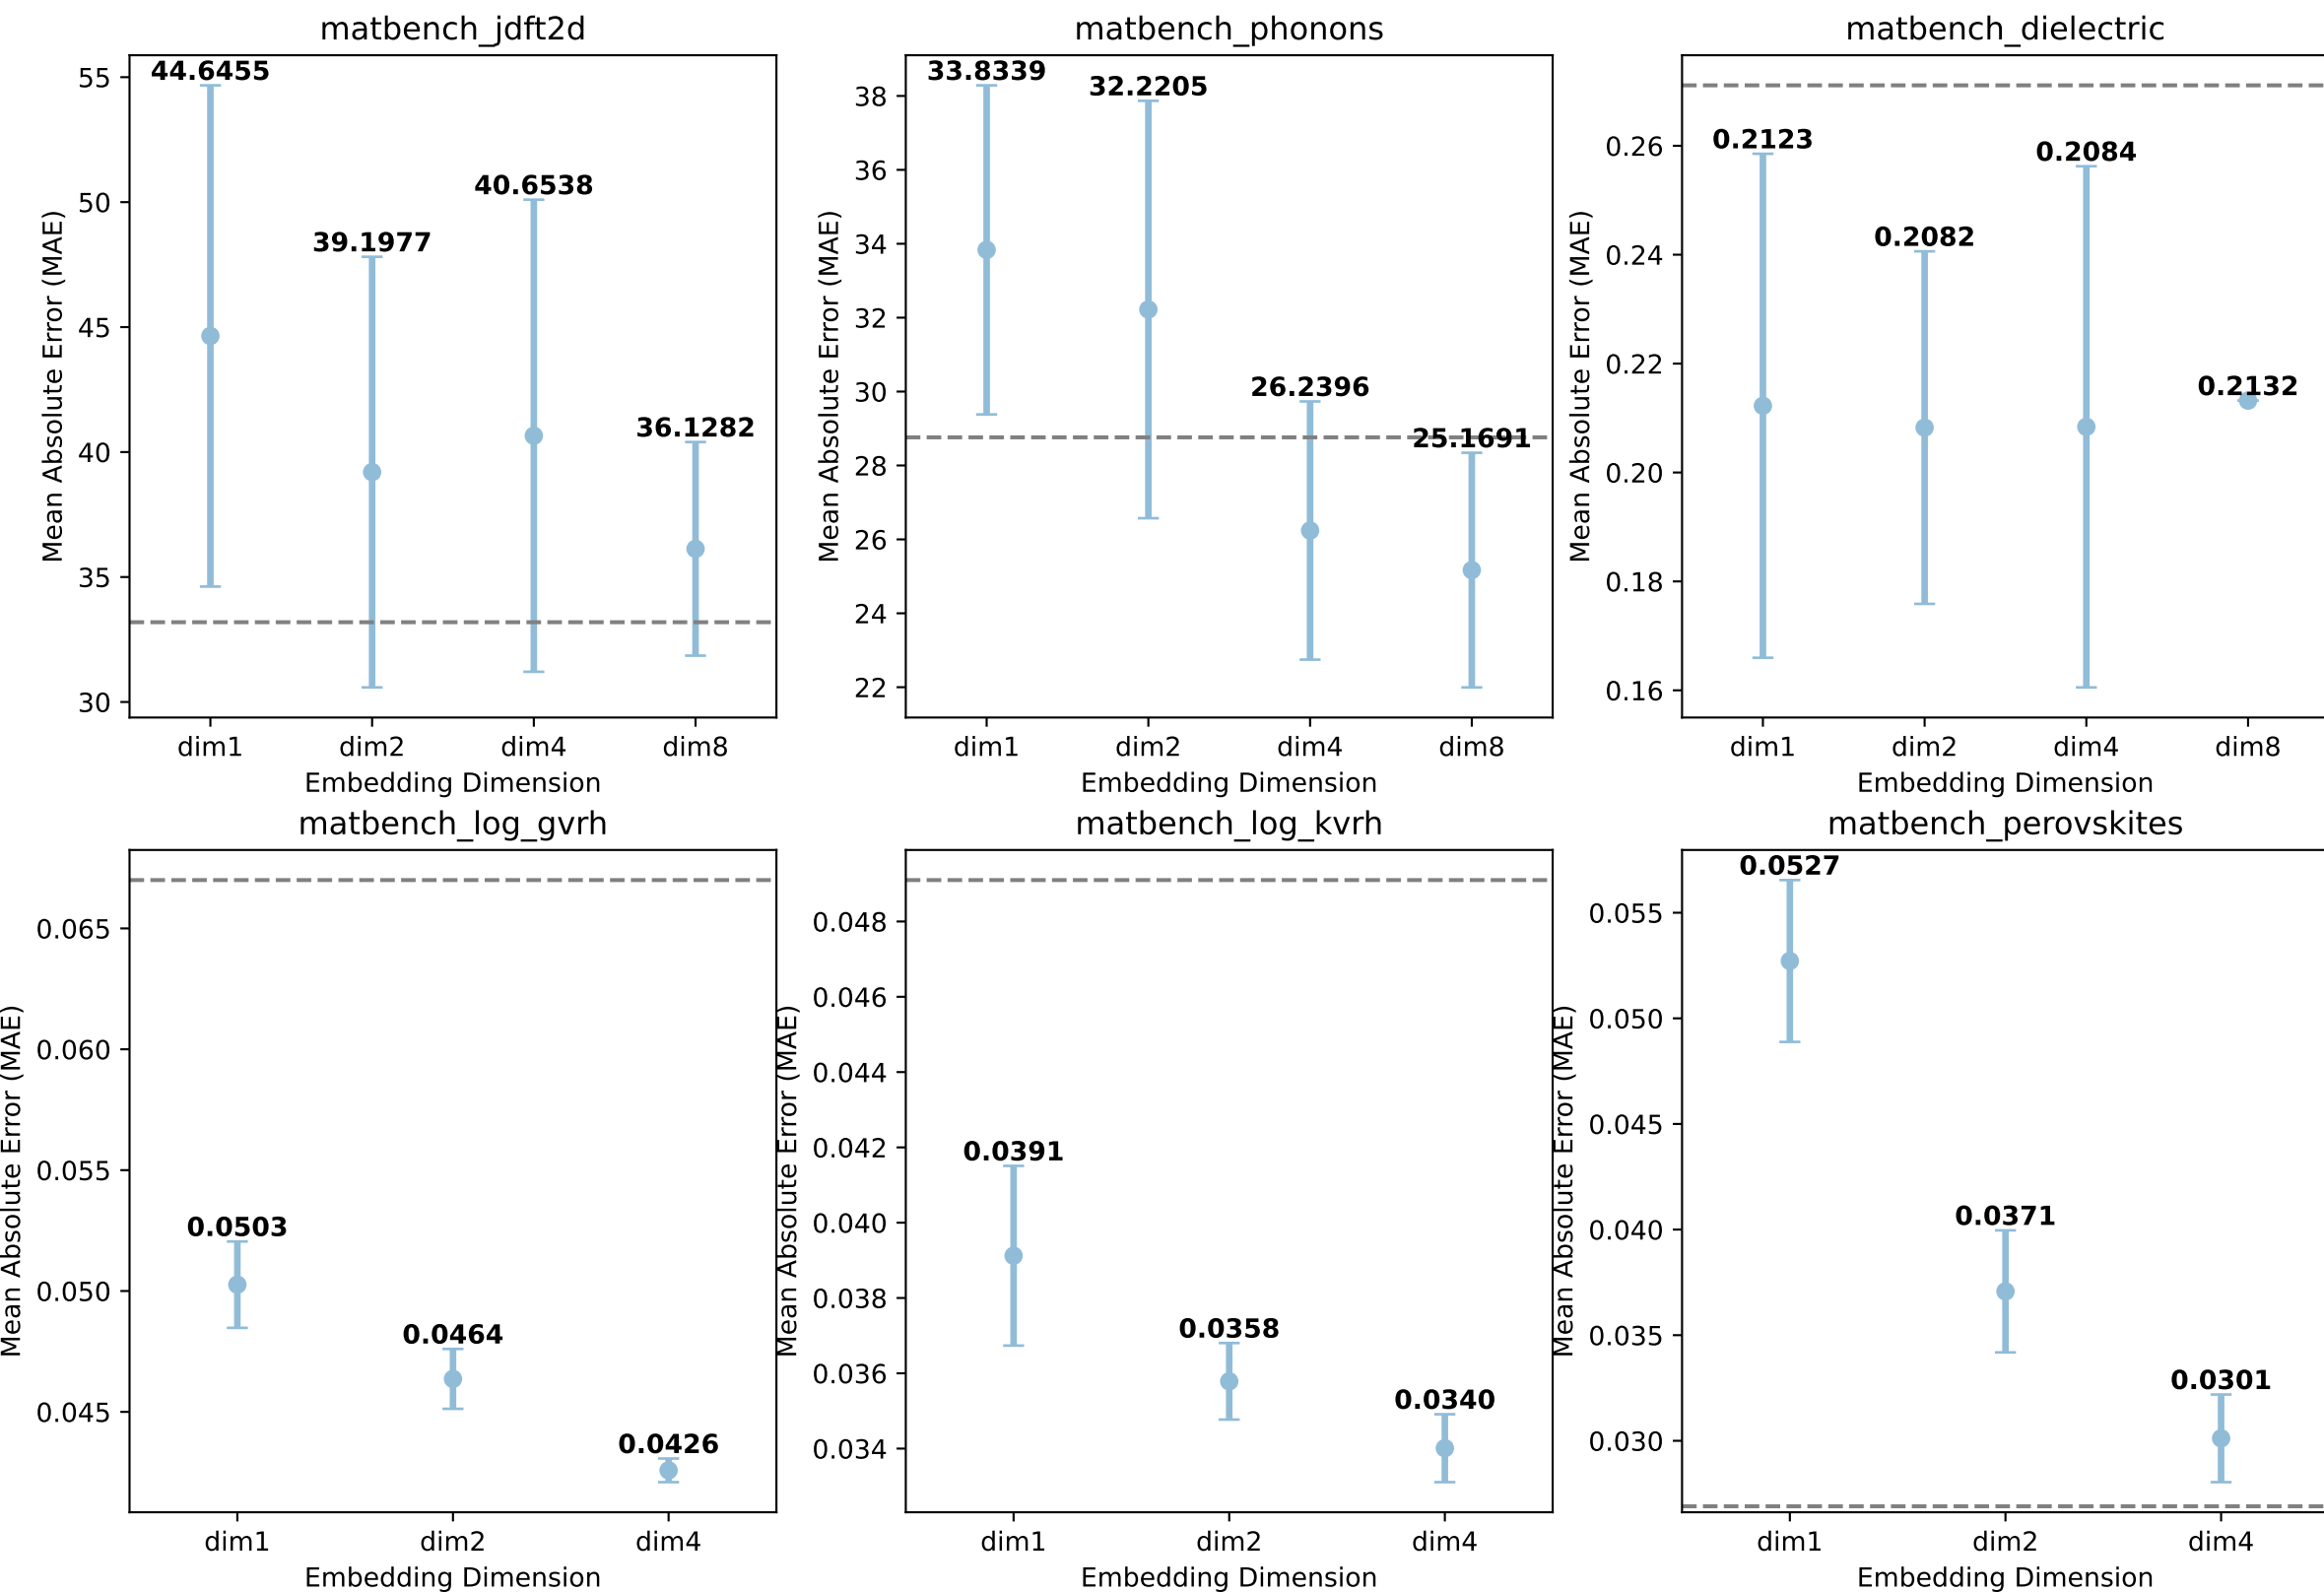 matbench_jdft2d
Mean Absolute Error (MAE)
55
50
45
40
35
30
44.6455
39.1977
40.6538
36.1282
dim1 dim2 dim4 dim8
Embedding Dimension
matbench_phonons
Mean Absolute Error (MAE)
38
36
34
32
30
28
26
24
22
33.8339
32.2205
26.2396
25.1691
dim1 dim2 dim4 dim8
Embedding Dimension
matbench_dielectric
Mean Absolute Error (MAE)
0.26
0.24
0.22
0.20
0.18
0.16
0.2123
0.2082
0.2084
0.2132
dim1 dim2 dim4 dim8
Embedding Dimension
matbench_log_gvrh
Mean Absolute Error (MAE)
0.065
0.060
0.055
0.050
0.045
0.0503
0.0464
0.0426
dim1 dim2 dim4
Embedding Dimension
matbench_log_kvrh
Mean Absolute Error (MAE)
0.048
0.046
0.044
0.042
0.040
0.038
0.036
0.034
0.0391
0.0358
0.0340
dim1 dim2 dim4
Embedding Dimension
matbench_perovskites
Mean Absolute Error (MAE)
0.055
0.050
0.045
0.040
0.035
0.030
0.0527
0.0371
0.0301
dim1 dim2 dim4
Embedding Dimension